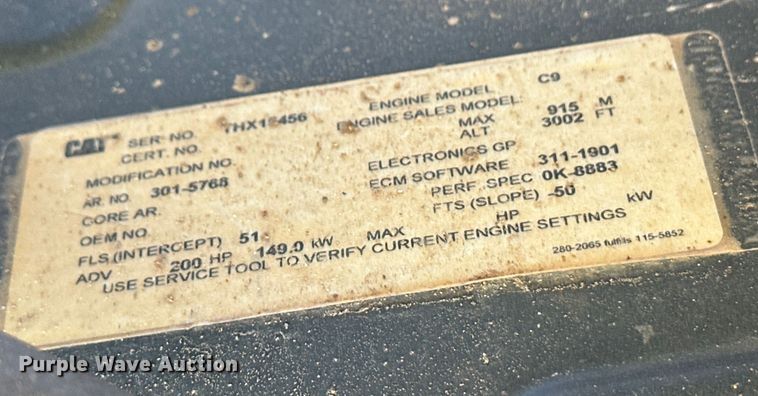 CAT SER. NO. ENGINE MODEL C9
CERT. NO. ENGINE SALES MODEL:
MODIFICATION NO. MAX ALT 915 M 3002 FT
AR. NO. 301-5768 ELECTRONICS GP
CORE AR. ECM SOFTWARE 311-1901
OEM NO. PERF. SPEC 0K-8883
FLS (INTERCEPT) 51 FTS (SLOPE) -50
ADV 200 HP 149.0 kW MAX HP kW
USE SERVICE TOOL TO VERIFY CURRENT ENGINE SETTINGS
280-2065 fulfills 115-5852
Purple Wave Auction